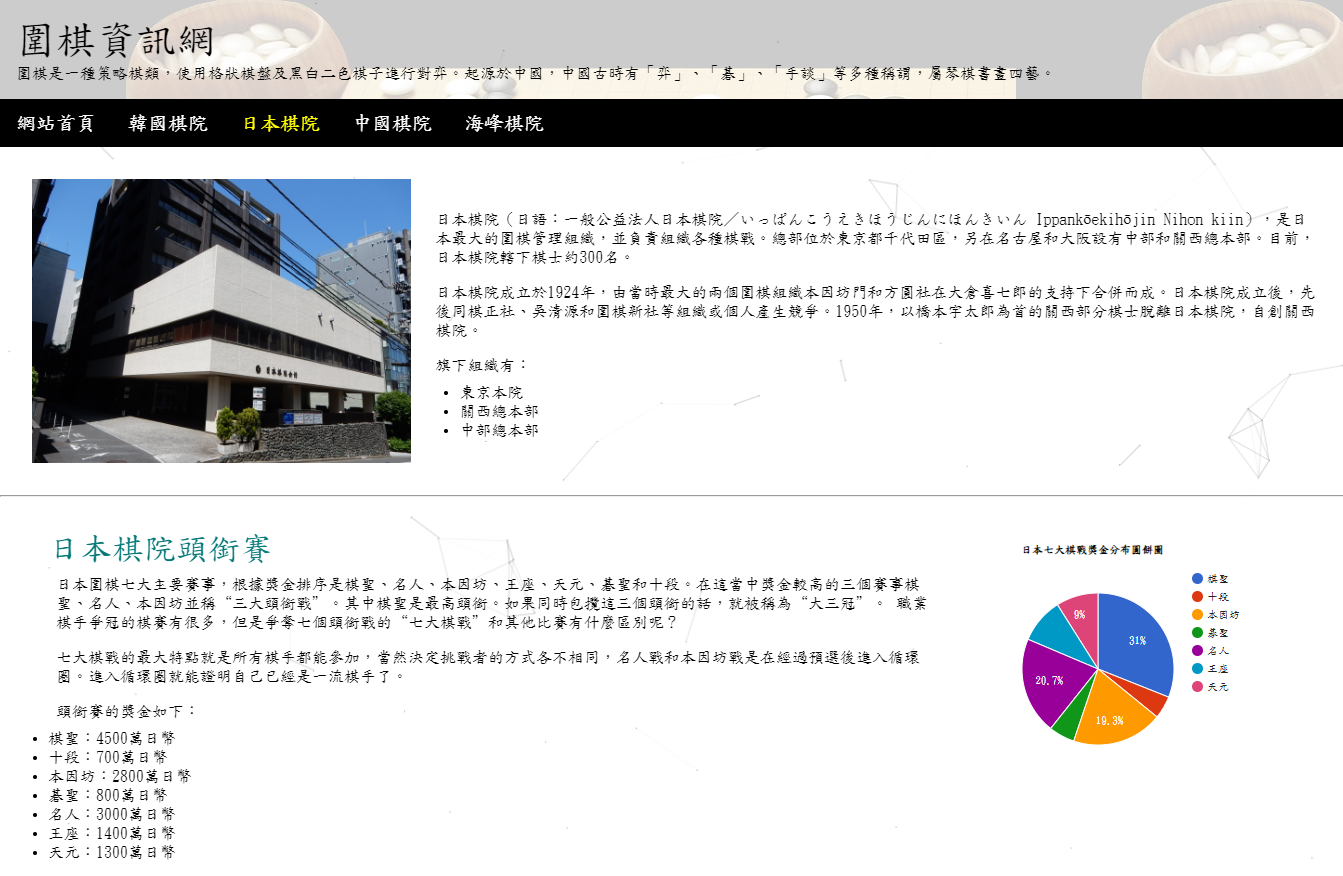 圍棋資訊網
圍棋是一種策略棋類，使用格狀棋盤及黑白二色棋子進行對弈。起源於中國，中國古時有「弈」、「碁」、「手談」等多種稱謂，屬琴棋書畫四藝。
網站首頁 韓國棋院 日本棋院 中國棋院 海峰棋院
日本棋院會館
日本棋院（日語：一般公益法人日本棋院／いっぱんこうえきほうじんにほんきいん Ippankōekihōjin Nihon kiin），是日
本最大的圍棋管理組織，並負責組織各種棋戰。總部位於東京都千代田區，另在名古屋和大阪設有中部和關西總本部。目前，
日本棋院轄下棋士約300名。
日本棋院成立於1924年，由當時最大的兩個圍棋組織本因坊門和方圓社在大倉喜七郎的支持下合併而成。日本棋院成立後，先
後同棋正社、吳清源和圍棋新社等組織或個人產生競爭。1950年，以橋本宇太郎為首的關西部分棋士脫離日本棋院，自創關西
棋院。
旗下組織有：
• 東京本院
• 關西總本部
• 中部總本部
日本棋院頭銜賽
日本圍棋七大主要賽事，根據獎金排序是棋聖、名人、本因坊、王座、天元、碁聖和十段。在這當中獎金較高的三個賽事棋
聖、名人、本因坊並稱“三大頭銜戰”。其中棋聖是最高頭銜。如果同時包攬這三個頭銜的話，就被稱為“大三冠”。 職業
棋手爭冠的棋賽有很多，但是爭奪七個頭銜戰的“七大棋戰”和其他比賽有什麼區別呢？
七大棋戰的最大特點就是所有棋手都能參加，當然決定挑戰者的方式各不相同，名人戰和本因坊戰是在經過預選後進入循環
圈。進入循環圈就能證明自己已經是一流棋手了。
頭銜賽的獎金如下：
• 棋聖：4500萬日幣
• 十段：700萬日幣
• 本因坊：2800萬日幣
• 碁聖：800萬日幣
• 名人：3000萬日幣
• 王座：1400萬日幣
• 天元：1300萬日幣
日本七大棋戰獎金分布圓餅圖
棋聖
十段
本因坊
碁聖
名人
王座
天元
9%
31%
20.7%
19.3%